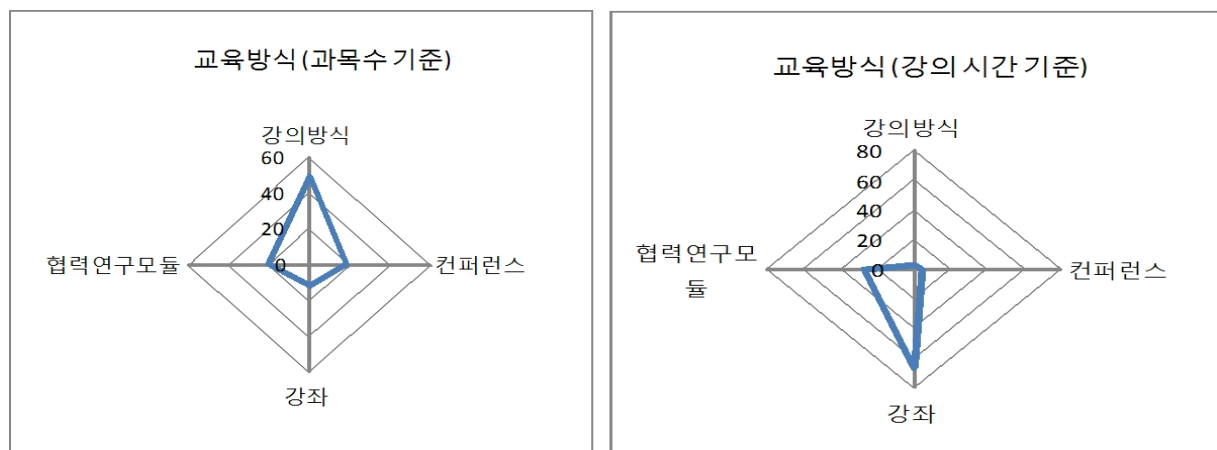 교육방식(과목수 기준)
강의방식
60
40
20
0
협력연구모듈
컨퍼런스
강좌
교육방식(강의 시간 기준)
강의방식
80
60
40
20
0
협력연구모
듈
컨퍼런스
강좌